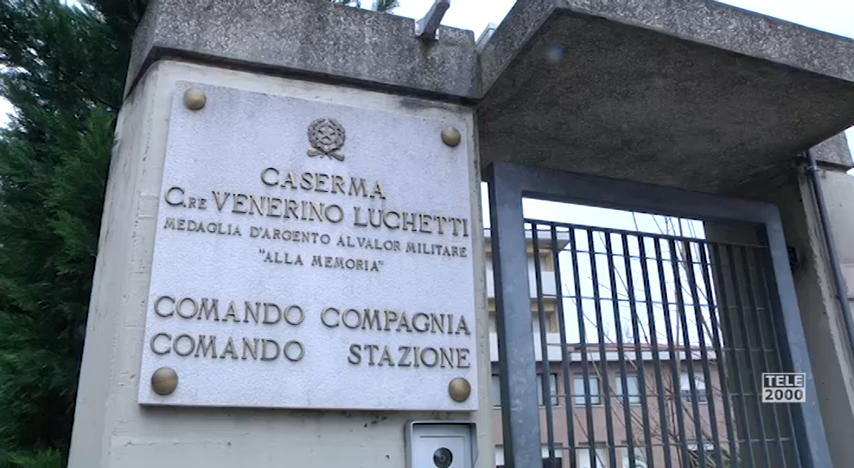 CASERMA
C.RE VENERINO LUCHETTI
MEDAGLIA D'ARGENTO AL VALOR MILITARE
"ALLA MEMORIA"
COMANDO COMPAGNIA
COMANDO STAZIONE
TELE
2000